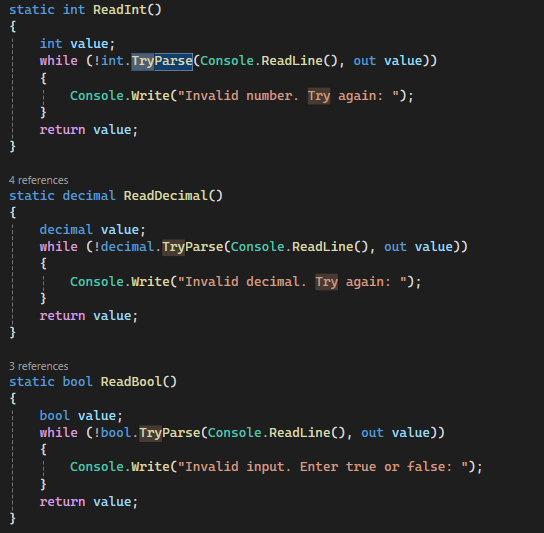 static int ReadInt()
{
int value;
while (!int.TryParse(Console.ReadLine(), out value))
{
Console.Write("Invalid number. Try again: ");
}
return value;
}
4 references
static decimal ReadDecimal()
{
decimal value;
while (!decimal.TryParse(Console.ReadLine(), out value))
{
Console.Write("Invalid decimal. Try again: ");
}
return value;
}
3 references
static bool ReadBool()
{
bool value;
while (!bool.TryParse(Console.ReadLine(), out value))
{
Console.Write("Invalid input. Enter true or false: ");
}
return value;
}